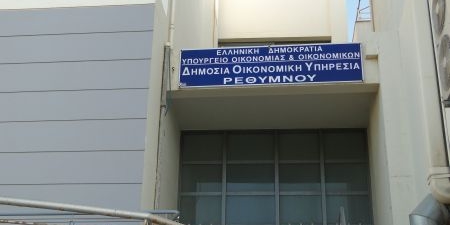 ΕΛΛΗΝΙΚΗ ΔΗΜΟΚΡΑΤΙΑ
ΥΠΟΥΡΓΕΙΟ ΟΙΚΟΝΟΜΙΑΣ & ΟΙΚΟΝΟΜΙΚΩΝ
ΔΗΜΟΣΙΑ ΟΙΚΟΝΟΜΙΚΗ ΥΠΗΡΕΣΙΑ
ΡΕΘΥΜΝΟΥ